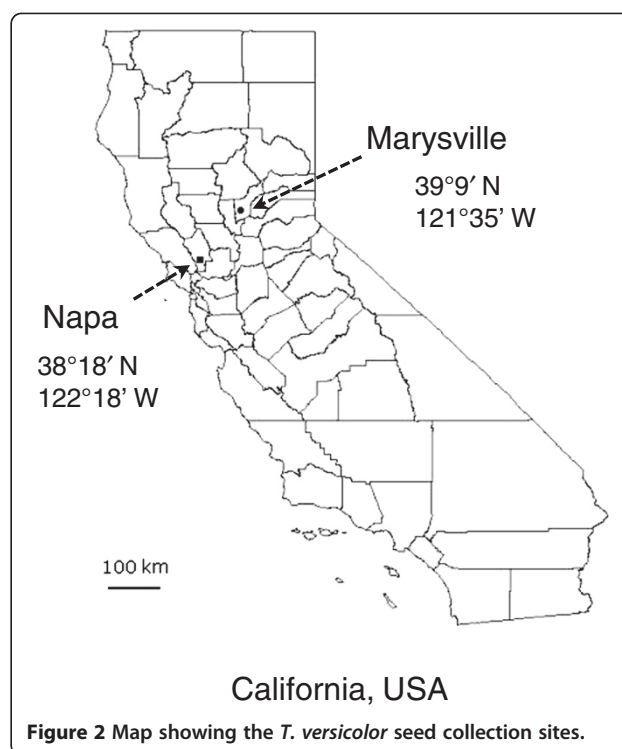 Marysville
39°9′ N
121°35' W
Napa
38°18′ N
122°18’ W
100 km
California, USA
Figure 2 Map showing the T. versicolor seed collection sites.